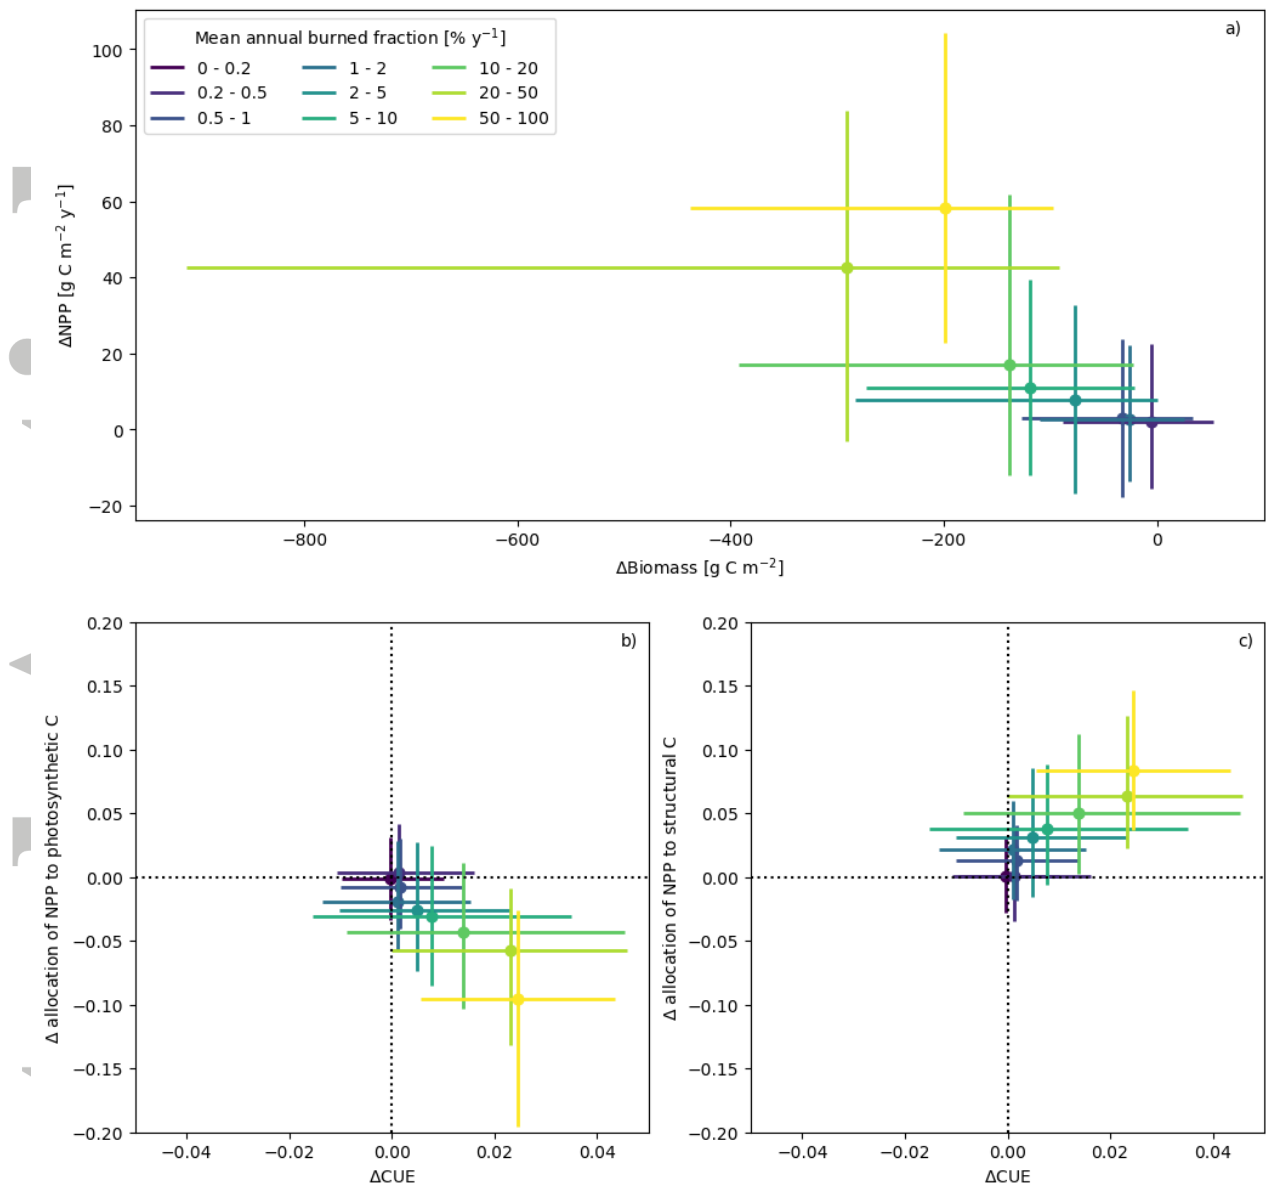 a)
Mean annual burned fraction [% y⁻¹]
0 - 0.2 1 - 2 10 - 20
0.2 - 0.5 2 - 5 20 - 50
0.5 - 1 5 - 10 50 - 100
ΔNPP [g C m⁻² y⁻¹]
100
80
60
40
20
0
−20
−800 −600 −400 −200 0
ΔBiomass [g C m⁻²]
b)
Δ allocation of NPP to photosynthetic C
0.20
0.15
0.10
0.05
0.00
−0.05
−0.10
−0.15
−0.20
−0.04 −0.02 0.00 0.02 0.04
ΔCUE
c)
Δ allocation of NPP to structural C
0.20
0.15
0.10
0.05
0.00
−0.05
−0.10
−0.15
−0.20
−0.04 −0.02 0.00 0.02 0.04
ΔCUE